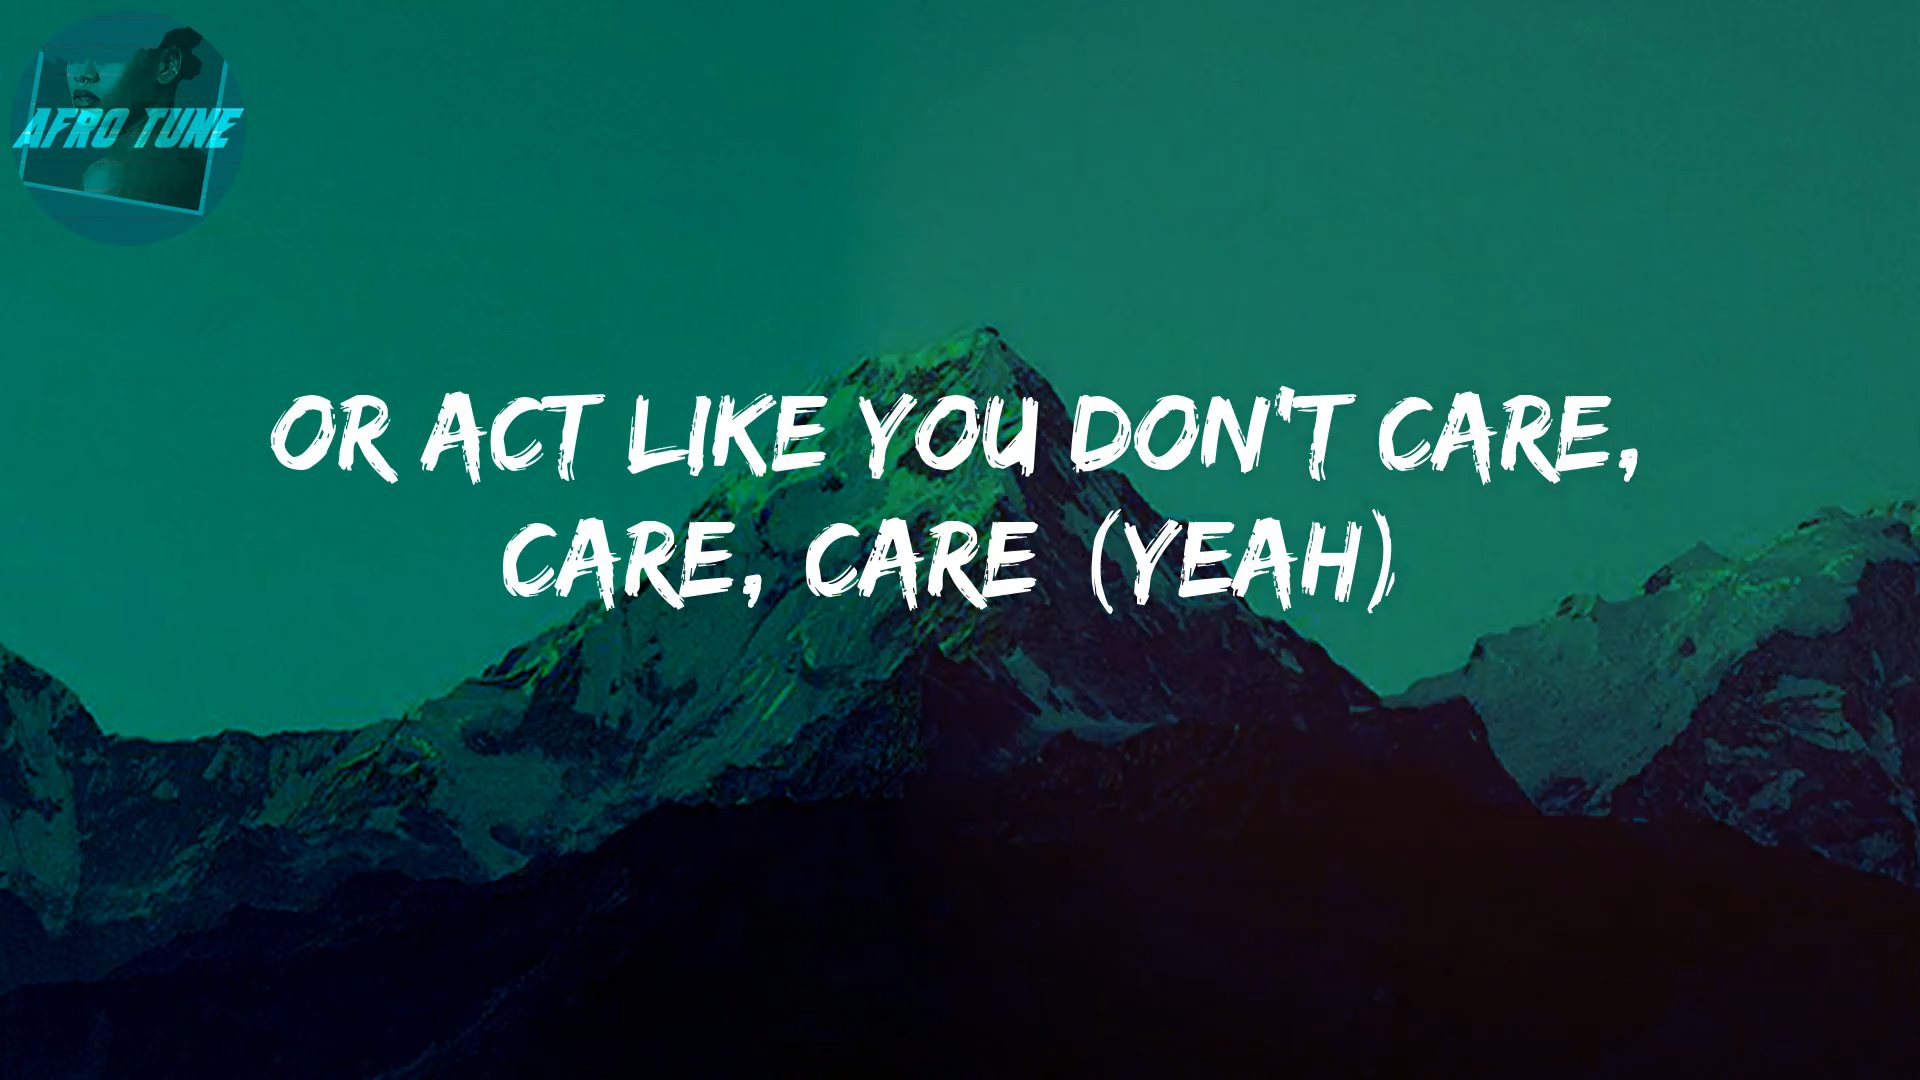 AFRO TUNE
OR ACT LIKE YOU DON'T CARE,
CARE, CARE (YEAH)